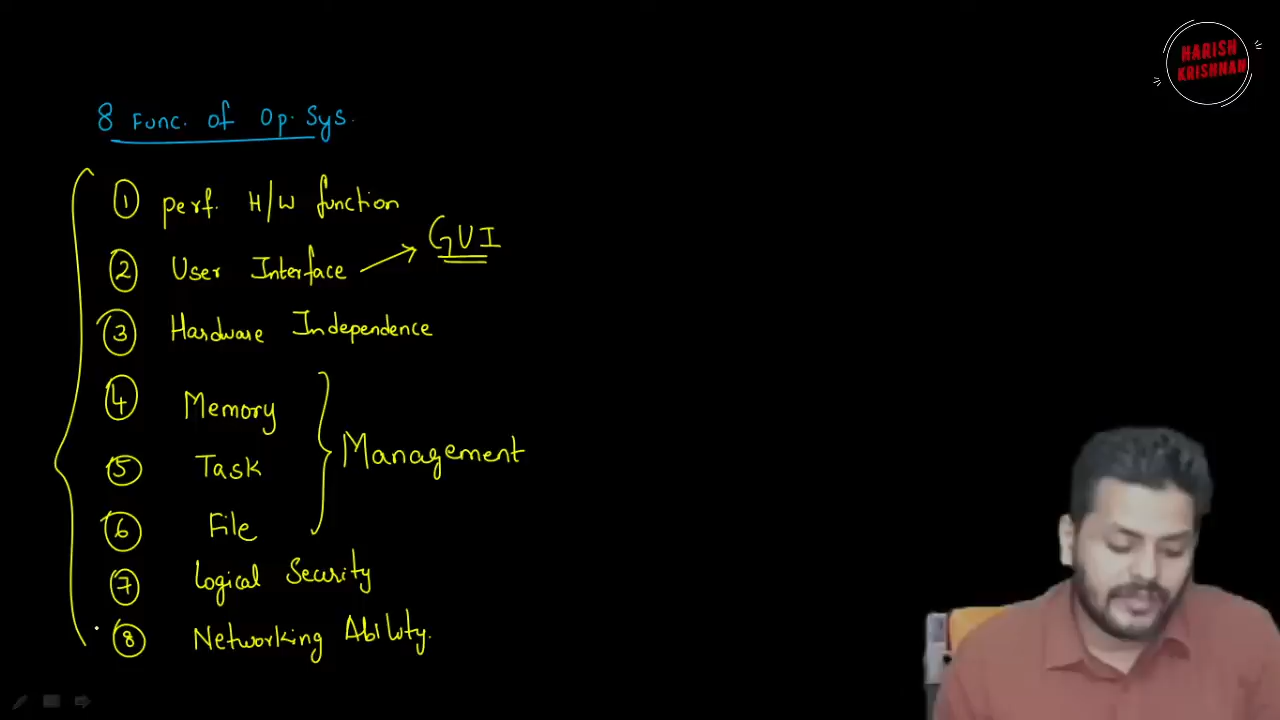 HARISH
KRISHNAN
8 Func. of Op. Sys.
1 perf. H/W function
2 User Interface → GUI
3 Hardware Independence
4 Memory
5 Task
Management
6 File
7 Logical Security
8 Networking Ability.